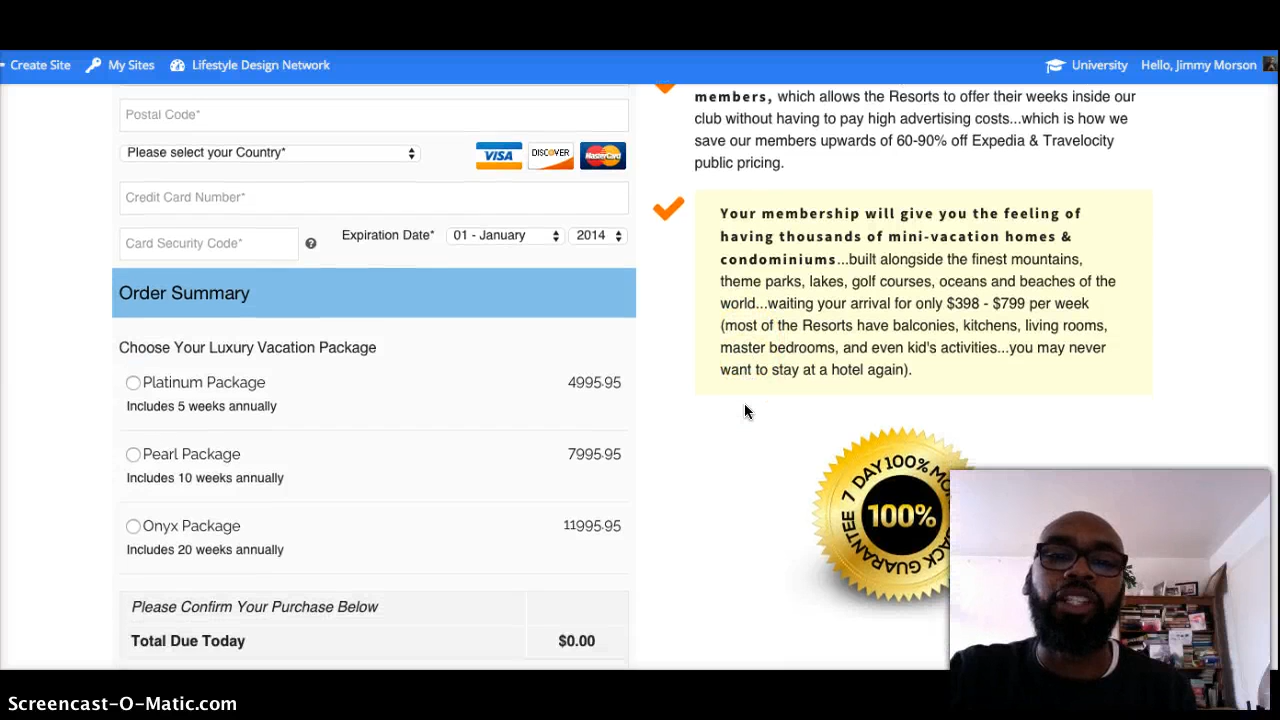 Create Site
My Sites
Lifestyle Design Network
University
Hello, Jimmy Morson
Postal Code*
Please select your Country*
VISA
DISCOVER
MasterCard
Credit Card Number*
Card Security Code*
?
Expiration Date*
01 - January
2014
Order Summary
Choose Your Luxury Vacation Package
Platinum Package
4995.95
Includes 5 weeks annually
Pearl Package
7995.95
Includes 10 weeks annually
Onyx Package
11995.95
Includes 20 weeks annually
Please Confirm Your Purchase Below
Total Due Today
$0.00
members, which allows the Resorts to offer their weeks inside our
club without having to pay high advertising costs...which is how we
save our members upwards of 60-90% off Expedia & Travelocity
public pricing.
Your membership will give you the feeling of
having thousands of mini-vacation homes &
condominiums...built alongside the finest mountains,
theme parks, lakes, golf courses, oceans and beaches of the
world...waiting your arrival for only $398 - $799 per week
(most of the Resorts have balconies, kitchens, living rooms,
master bedrooms, and even kid's activities...you may never
want to stay at a hotel again).
7 DAY 100% MON
100%
ACK GUARANTEE
Screencast-O-Matic.com